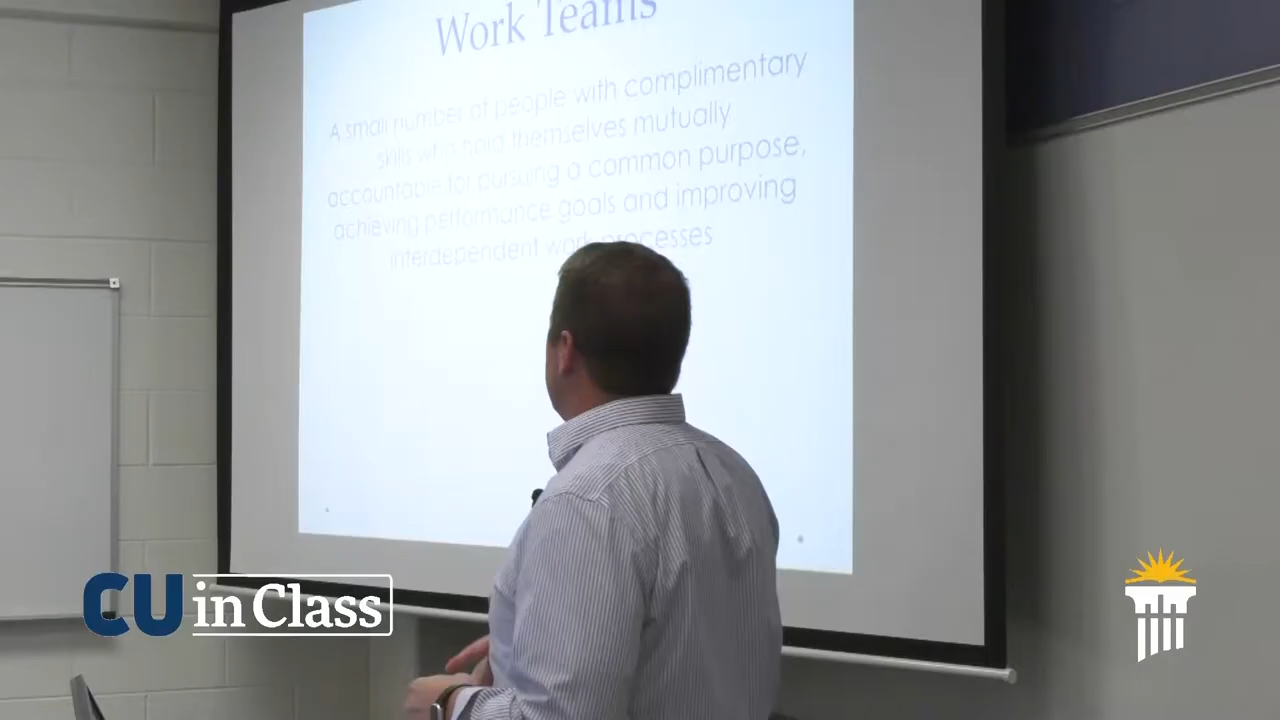 Work Teams
A small number of people with complimentary
skills who hold themselves mutually
accountable for pursuing a common purpose,
achieving performance goals and improving
interdependent work processes
CU in Class